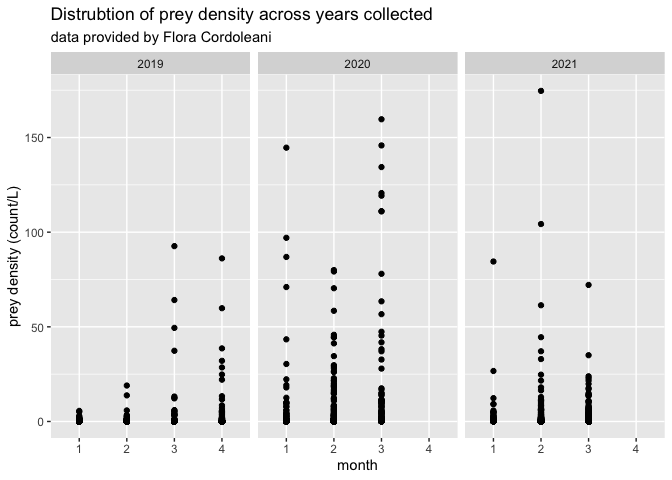 Distrubtion of prey density across years collected
data provided by Flora Cordoleani
2019 2020 2021
prey density (count/L)
150
100
50
0
1 2 3 4 1 2 3 4 1 2 3 4
month